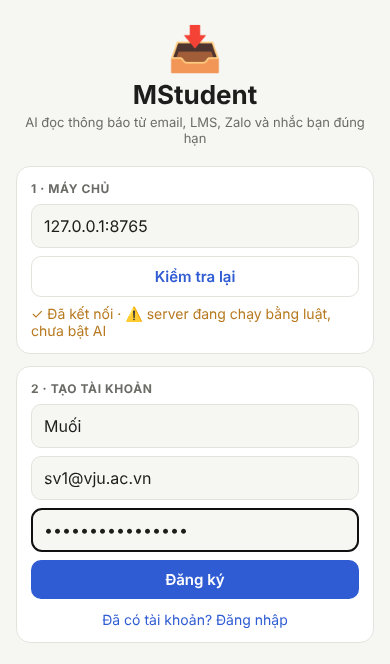 MStudent
AI đọc thông báo từ email, LMS, Zalo và nhắc bạn đúng
hạn
1 · MÁY CHỦ
127.0.0.1:8765
Kiểm tra lại
✓ Đã kết nối · ⚠️ server đang chạy bằng luật,
chưa bật AI
2 · TẠO TÀI KHOẢN
Muối
sv1@vju.ac.vn
••••••••••••••••
Đăng ký
Đã có tài khoản? Đăng nhập